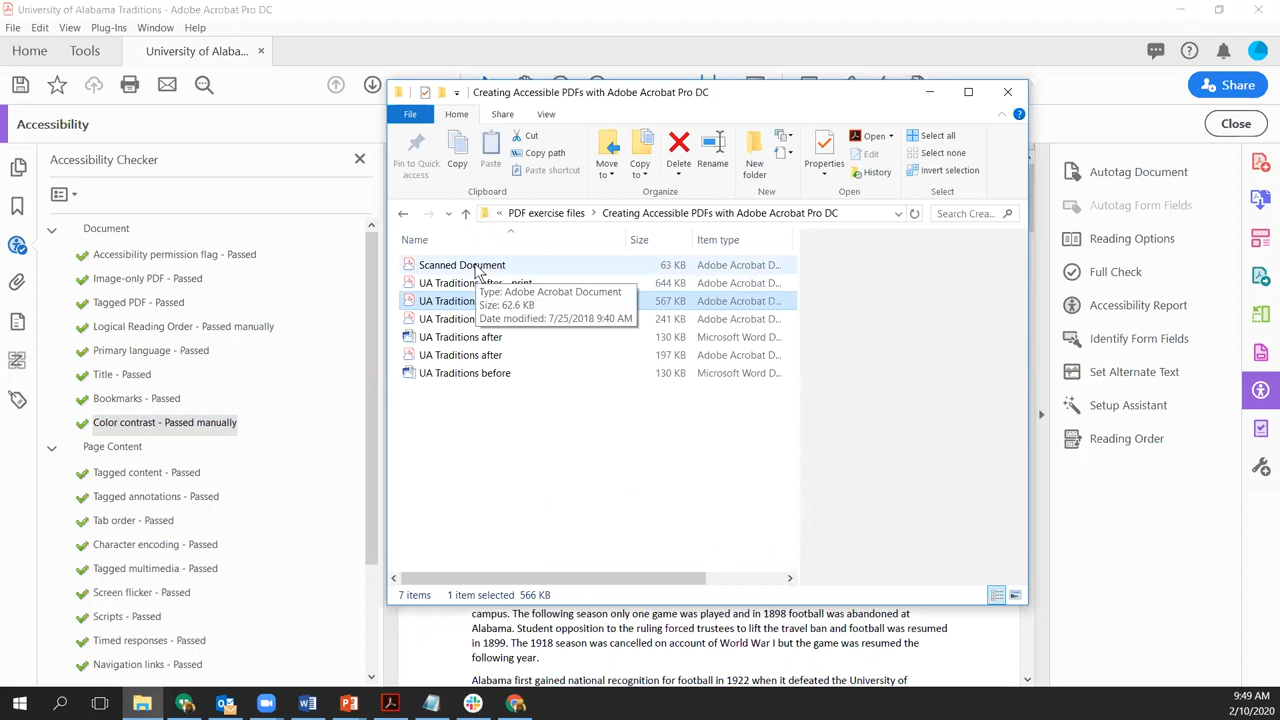 University of Alabama Traditions - Adobe Acrobat Pro DC
File Edit View Plug-Ins Window Help
Home Tools University of Alaba...
Share
Accessibility
Close
Accessibility Checker
Document
Accessibility permission flag - Passed
Image-only PDF - Passed
Tagged PDF - Passed
Logical Reading Order - Passed manually
Primary language - Passed
Title - Passed
Bookmarks - Passed
Color contrast - Passed manually
Page Content
Tagged content - Passed
Tagged annotations - Passed
Tab order - Passed
Character encoding - Passed
Tagged multimedia - Passed
Screen flicker - Passed
Scripts - Passed
Timed responses - Passed
Navigation links - Passed
Creating Accessible PDFs with Adobe Acrobat Pro DC
File Home Share View
Pin to Quick access
Copy
Paste
Cut
Copy path
Paste shortcut
Clipboard
Move to
Copy to
Delete
Rename
Organize
New folder
New
Properties
Open
Edit
History
Open
Select all
Select none
Invert selection
Select
« PDF exercise files > Creating Accessible PDFs with Adobe Acrobat Pro DC
Search Crea...
Name Size Item type
Scanned Document 63 KB Adobe Acrobat D...
UA Traditions after - print 644 KB Adobe Acrobat D...
UA Tradition 567 KB Adobe Acrobat D...
UA Tradition 241 KB Adobe Acrobat D...
UA Traditions after 130 KB Microsoft Word D...
UA Traditions after 197 KB Adobe Acrobat D...
UA Traditions before 130 KB Microsoft Word D...
Type: Adobe Acrobat Document
Size: 62.6 KB
Date modified: 7/25/2018 9:40 AM
7 items 1 item selected 566 KB
campus. The following season only one game was played and in 1898 football was abandoned at
Alabama. Student opposition to the ruling forced trustees to lift the travel ban and football was resumed
in 1899. The 1918 season was cancelled on account of World War I but the game was resumed the
following year.
Alabama first gained national recognition for football in 1922 when it defeated the University of
Autotag Document
Autotag Form Fields
Reading Options
Full Check
Accessibility Report
Identify Form Fields
Set Alternate Text
Setup Assistant
Reading Order
9:49 AM
2/10/2020